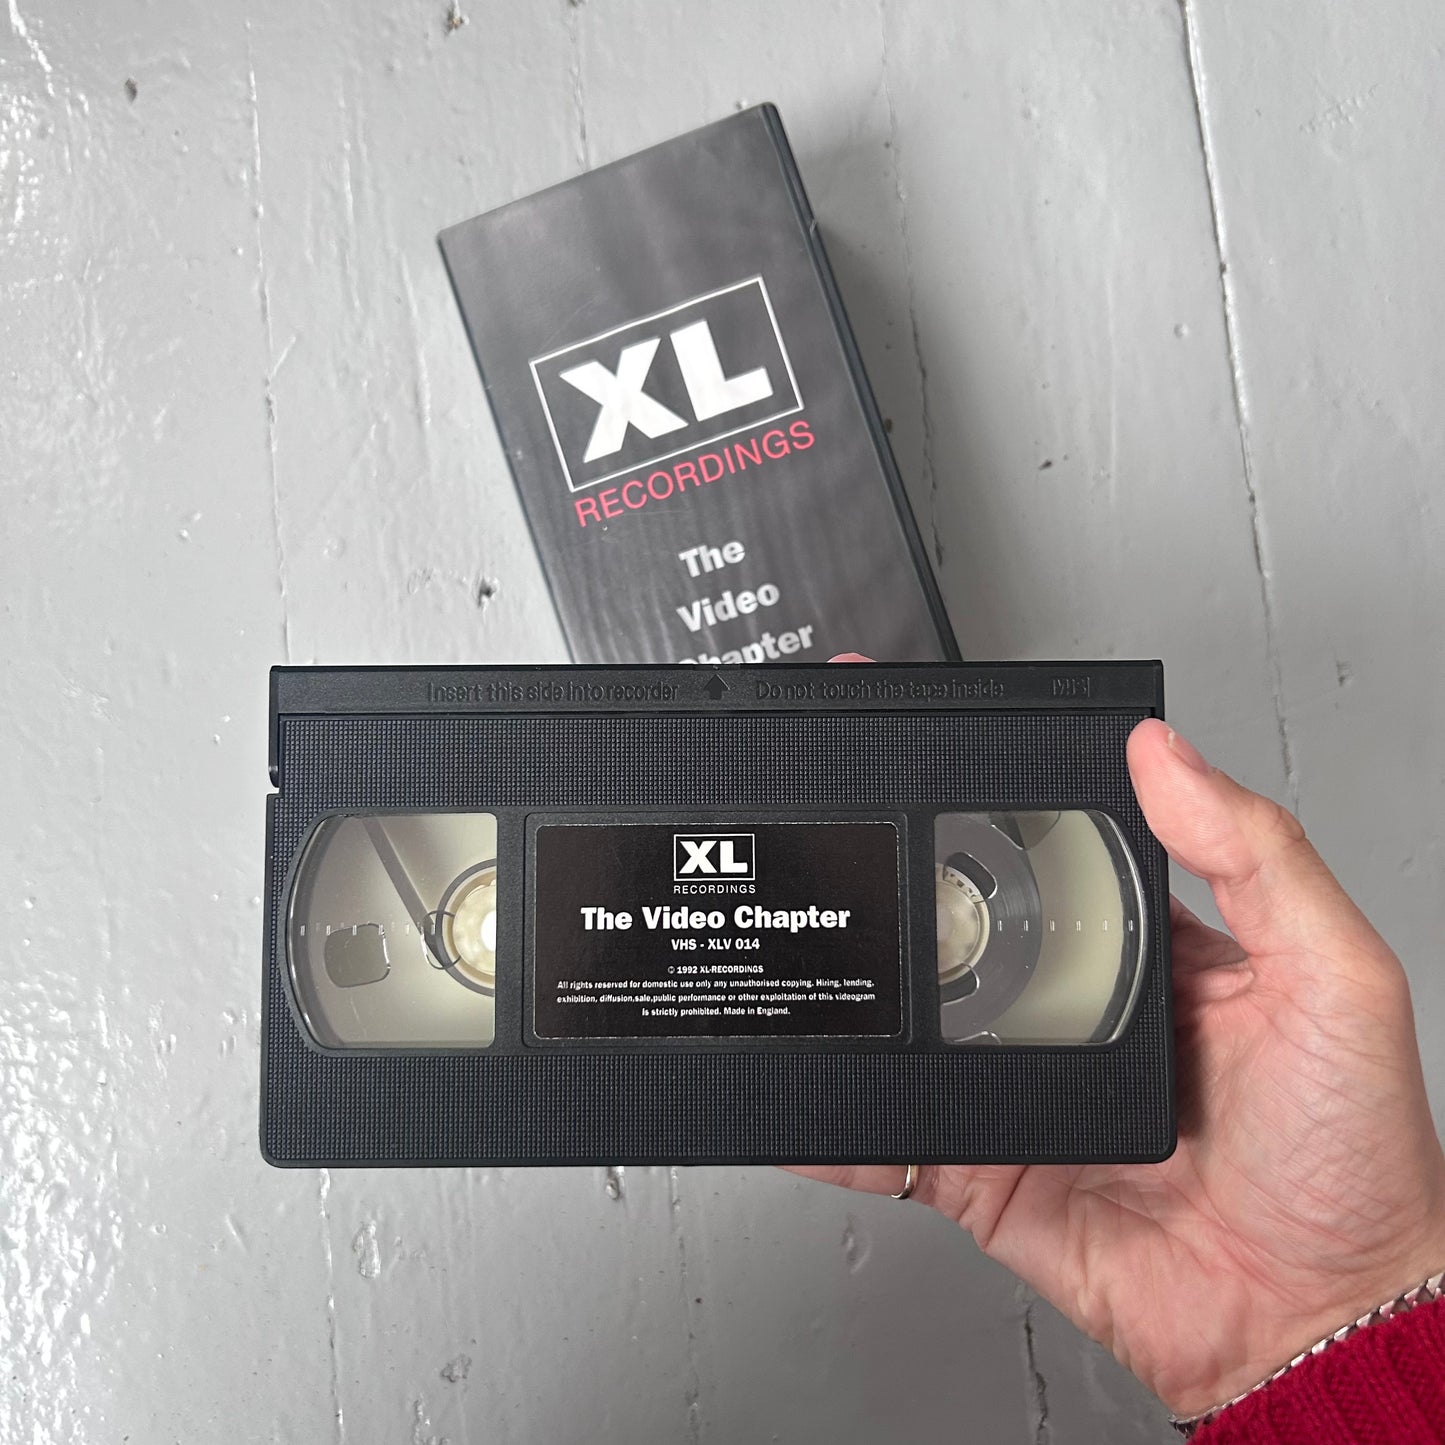 XL
RECORDINGS
The
Video
Chapter
Insert this side into recorder Do not touch the tape inside VHS
XL
RECORDINGS
The Video Chapter
VHS - XLV 014
© 1992 XL-RECORDINGS
All rights reserved for domestic use only any unauthorised copying. Hiring, lending,
exhibition, diffusion,sale,public performance or other exploitation of this videogram
is strictly prohibited. Made in England.